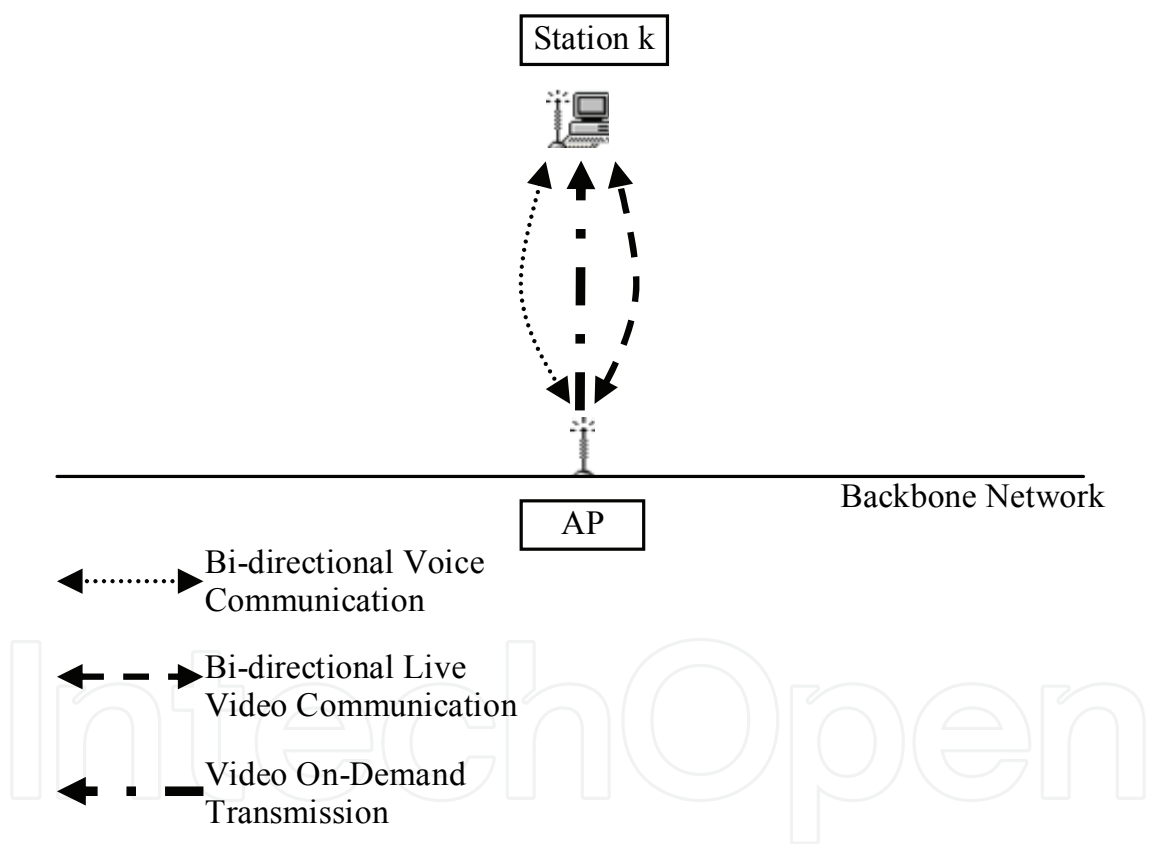 Station k
Backbone Network
AP
Bi-directional Voice
Communication
Bi-directional Live
Video Communication
Video On-Demand
Transmission
IntechOpen